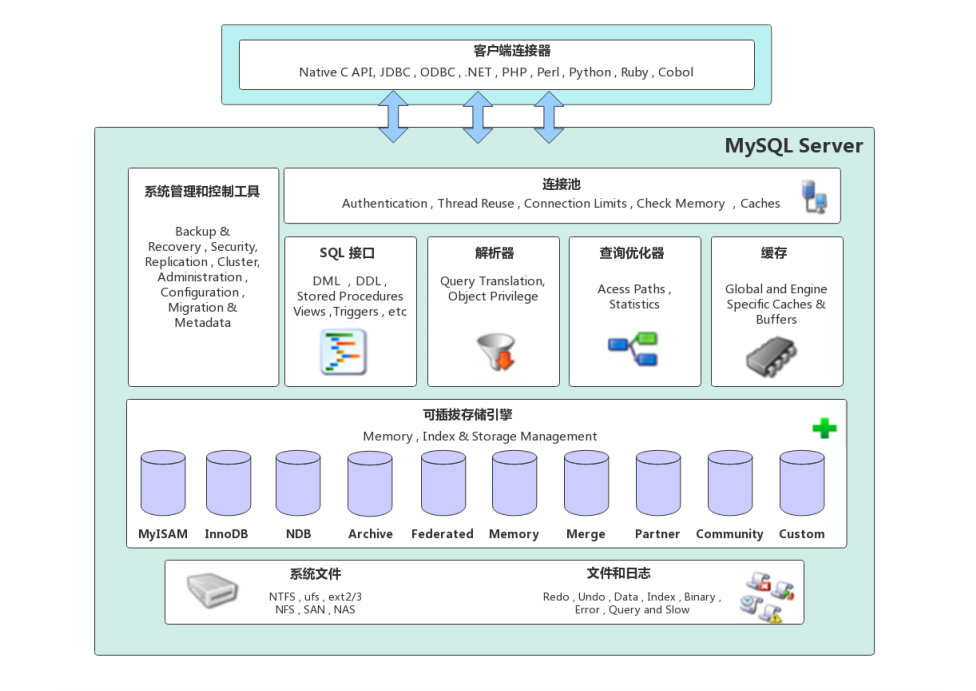 客户端连接器
Native C API, JDBC , ODBC , .NET , PHP , Perl , Python , Ruby , Cobol
MySQL Server
系统管理和控制工具
Backup &
Recovery , Security,
Replication , Cluster,
Administration ,
Configuration ,
Migration &
Metadata
连接池
Authentication , Thread Reuse , Connection Limits , Check Memory , Caches
SQL 接口
DML , DDL ,
Stored Procedures
Views ,Triggers , etc
解析器
Query Translation,
Object Privilege
查询优化器
Acess Paths ,
Statistics
缓存
Global and Engine
Specific Caches &
Buffers
可插拔存储引擎
Memory , Index & Storage Management
MyISAM
InnoDB
NDB
Archive
Federated
Memory
Merge
Partner
Community
Custom
系统文件
NTFS , ufs , ext2/3
NFS , SAN , NAS
文件和日志
Redo , Undo , Data , Index , Binary ,
Error , Query and Slow